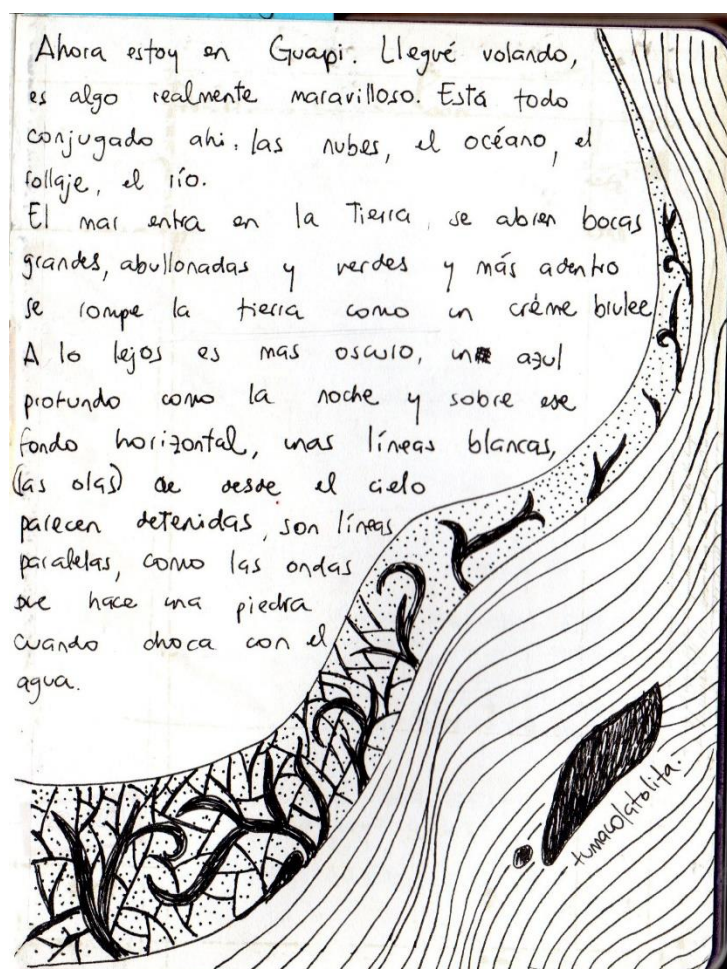 Ahora estoy en Guapi. Llegué volando,
es algo realmente maravilloso. Está todo
conjugado ahi: las nubes, el océano, el
follaje, el río.
El mar entra en la Tierra, se abren bocas
grandes, abullonadas y verdes y más adentro
se rompe la tierra como un créme brulee
A lo lejos es mas oscuro, un azul
profundo como la noche y sobre ese
fondo horizontal, unas líneas blancas,
(las olas) que desde el cielo
parecen detenidas, son líneas
paralelas, como las ondas
que hace una piedra
cuando choca con el
agua.
tumaco/latolita.